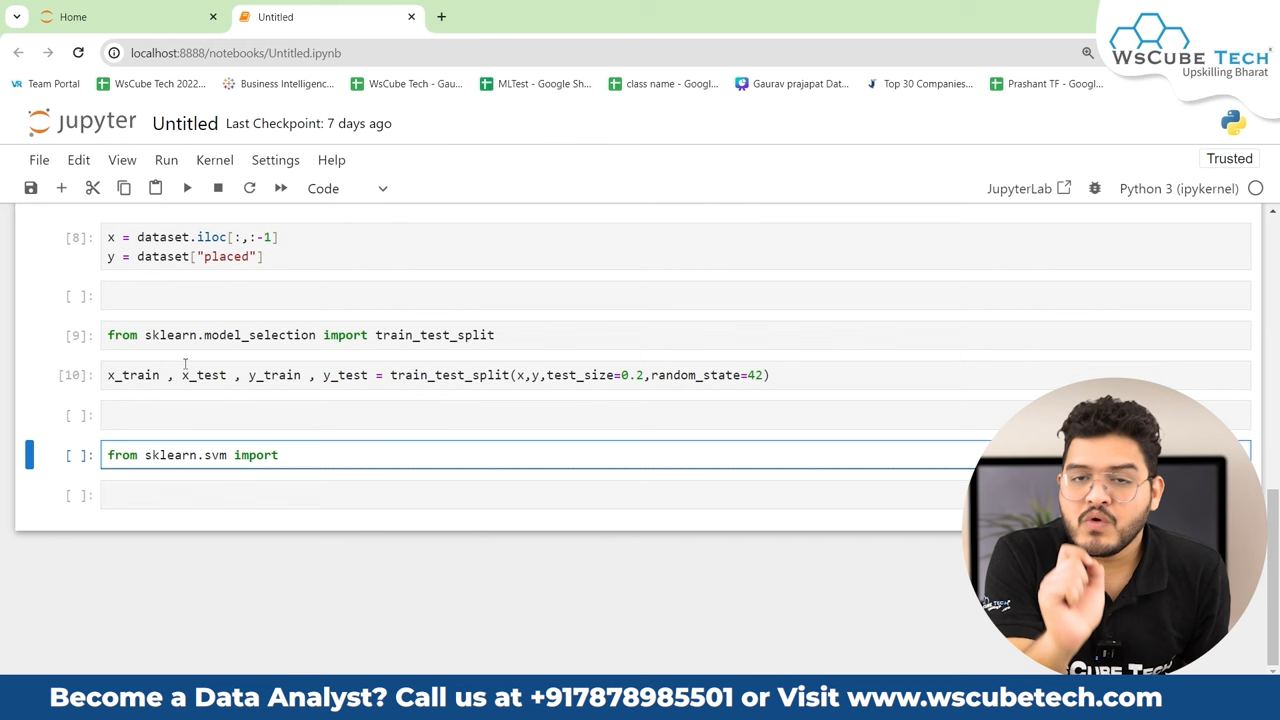 Home
Untitled
WsCube Tech
Upskilling Bharat
localhost:8888/notebooks/Untitled.ipynb
VR Team Portal
WsCube Tech 2022...
Business Intelligenc...
WsCube Tech - Gau...
MLTest - Google Sh...
class name - Googl...
Gaurav prajapat Dat...
Top 30 Companies...
Prashant TF - Googl...
jupyter Untitled Last Checkpoint: 7 days ago
File Edit View Run Kernel Settings Help
Trusted
Code
JupyterLab
Python 3 (ipykernel)
[8]: x = dataset.iloc[:,:-1]
y = dataset["placed"]
[ ]:
[9]: from sklearn.model_selection import train_test_split
[10]: x_train , x_test , y_train , y_test = train_test_split(x,y,test_size=0.2,random_state=42)
[ ]:
[ ]: from sklearn.svm import
[ ]:
Become a Data Analyst? Call us at +917878985501 or Visit www.wscubetech.com